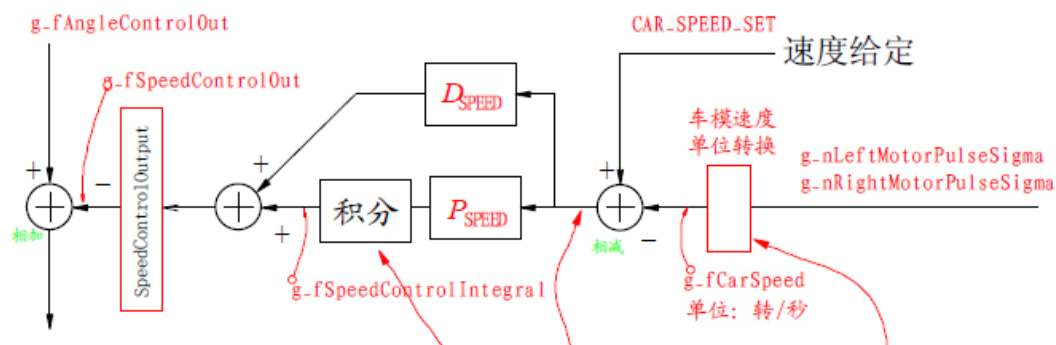 g_fAngleControlOut
CAR_SPEED_SET
速度给定
g_fSpeedControlOut
D_SPEED
车模速度
单位转换
g_nLeftMotorPulseSigma
g_nRightMotorPulseSigma
+
−
+
+
SpeedControlOutput
积分
P_SPEED
+
−
相加
相减
g_fSpeedControlIntegral
g_fCarSpeed
单位: 转/秒